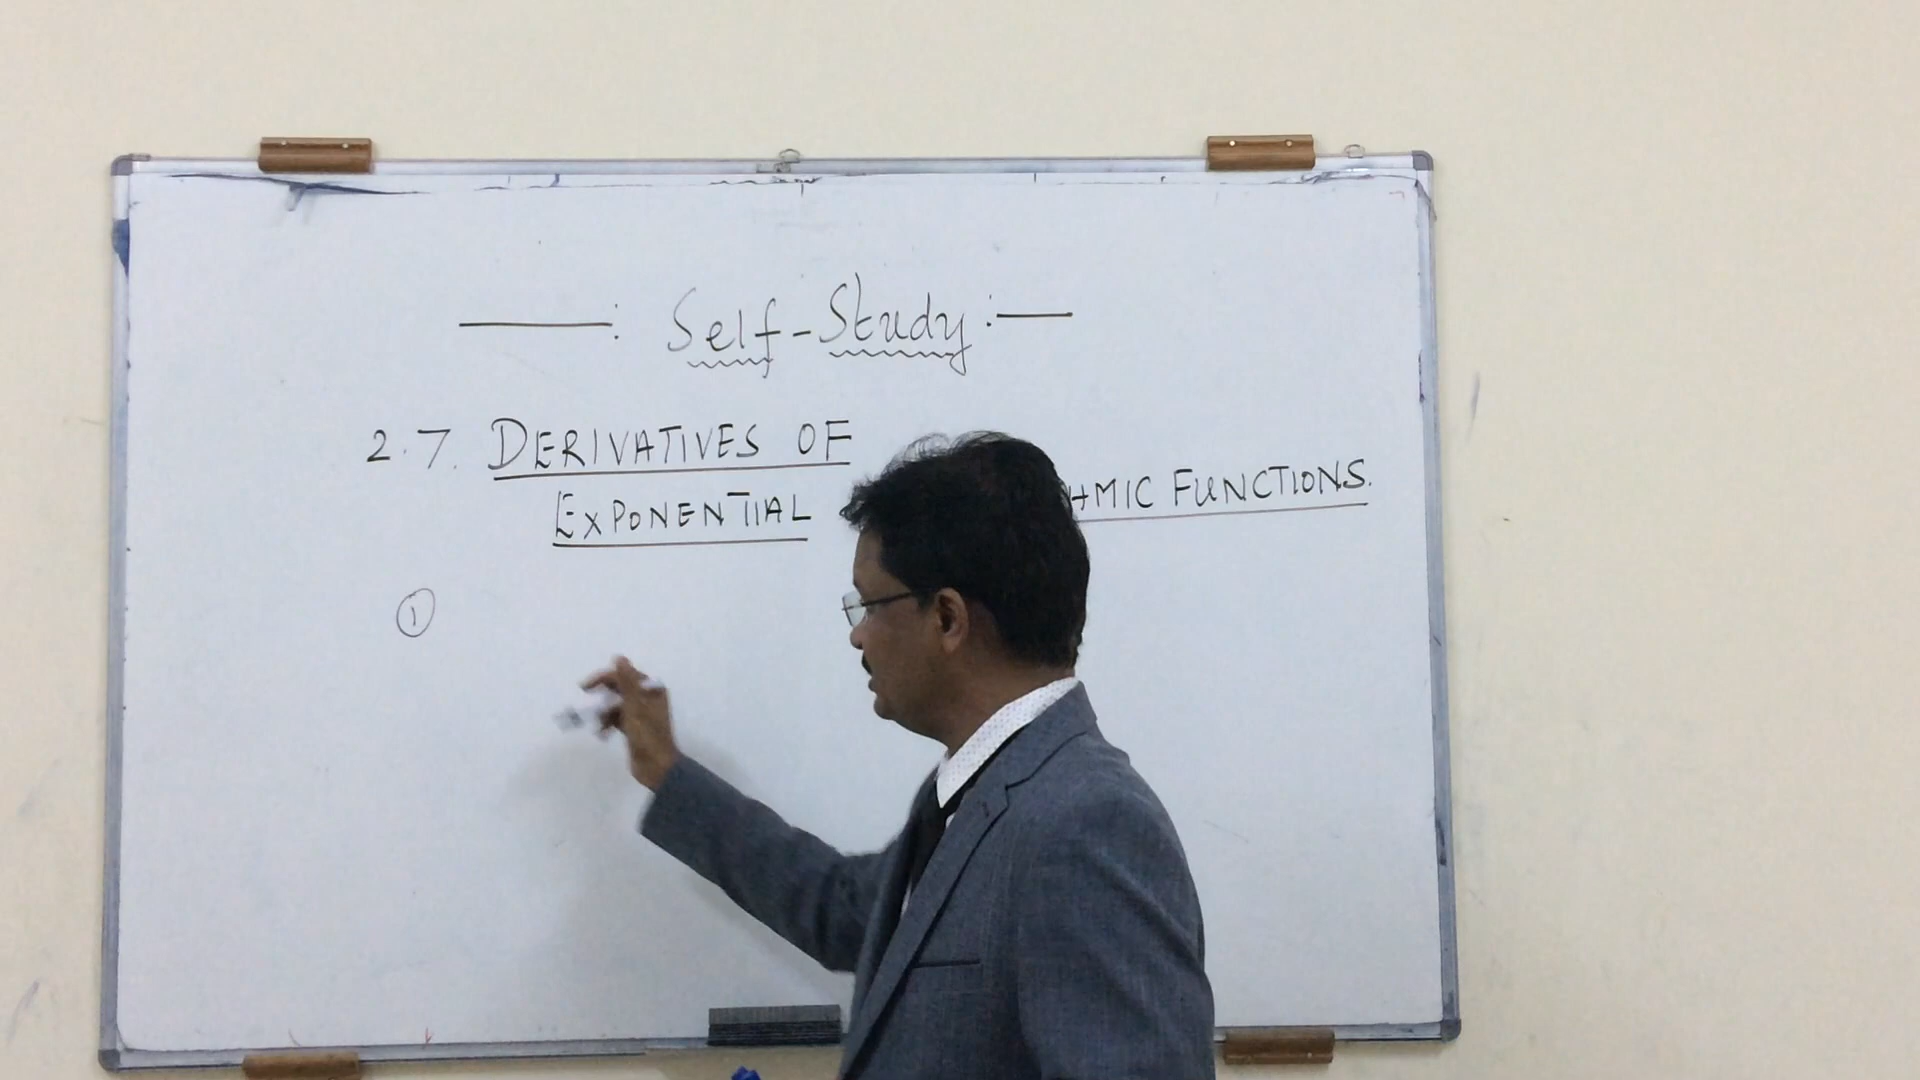 Self-Study
2.7. DERIVATIVES OF
EXPONENTIAL HMIC FUNCTIONS.
1